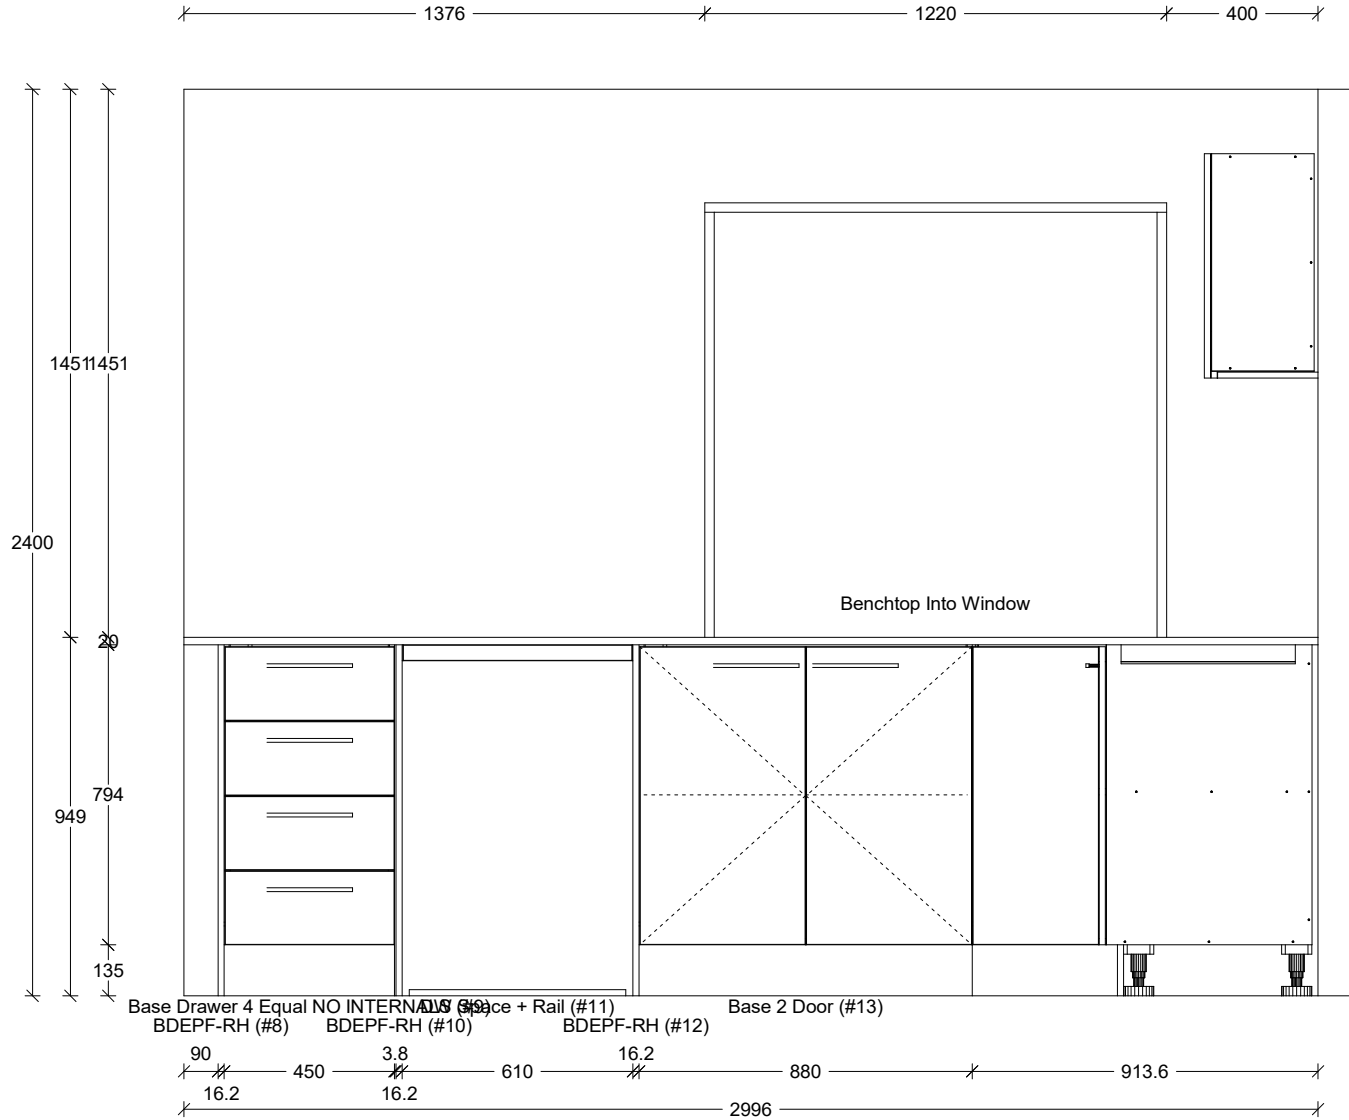 1376 1220 400
1451 1451
2400
Benchtop Into Window
20
794
949
135
Base Drawer 4 Equal NO INTERNALS (#9) DW Space + Rail (#11) Base 2 Door (#13)
BDEPF-RH (#8) BDEPF-RH (#10) BDEPF-RH (#12)
90 3.8 16.2
450 610 880 913.6
16.2 16.2
2996